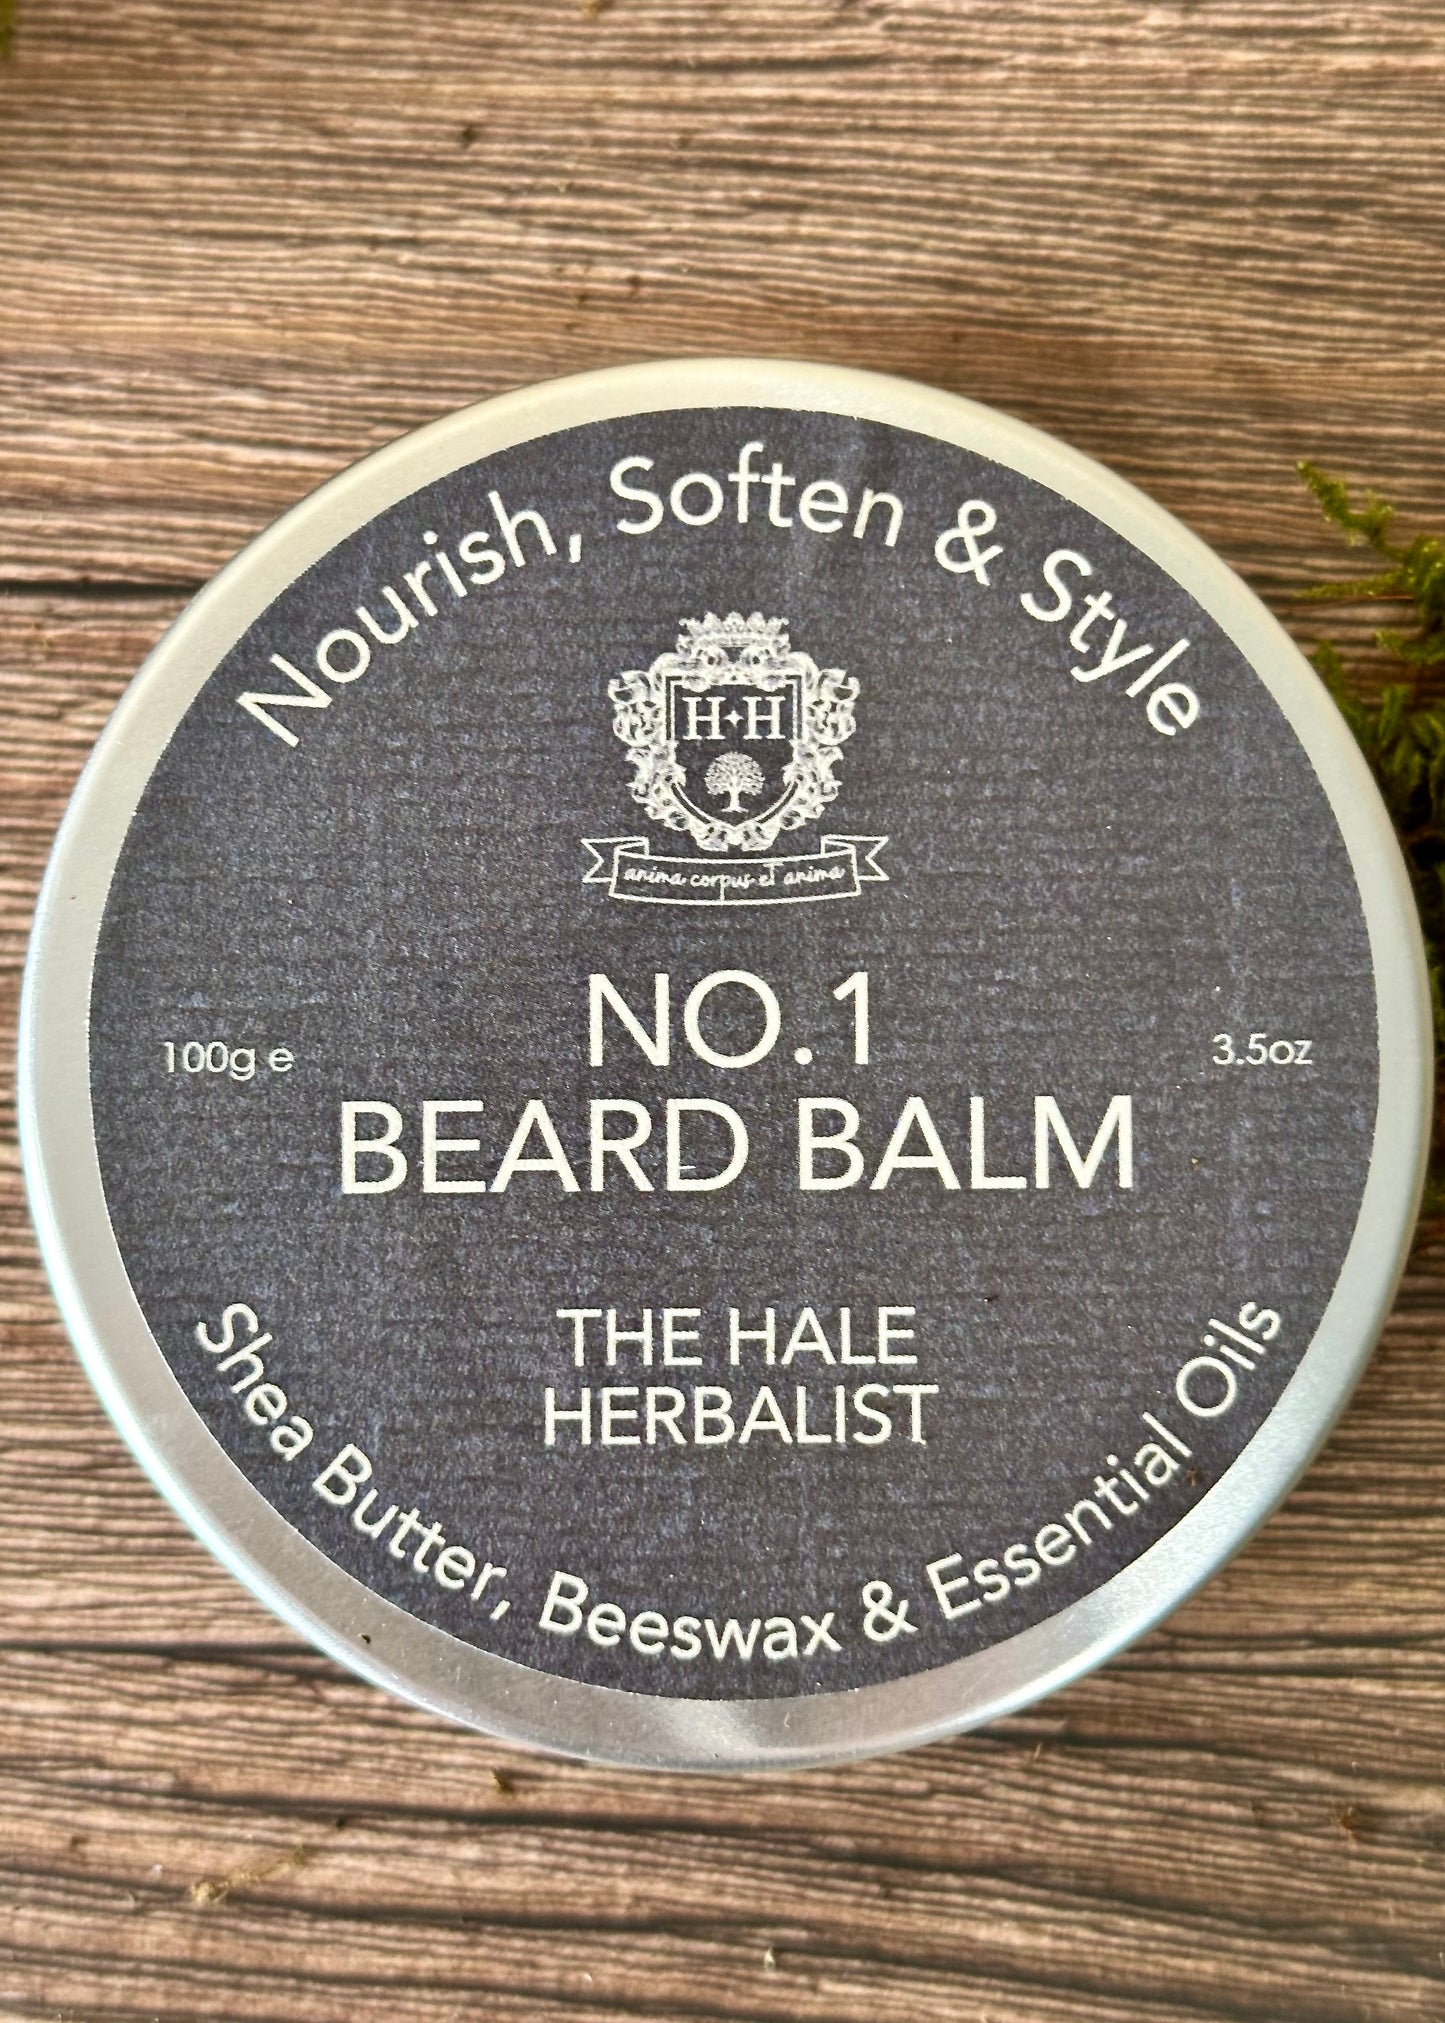 Nourish, Soften & Style
H+H
anima corpus et anima
NO.1
100g e
3.5oz
BEARD BALM
THE HALE
HERBALIST
Shea Butter, Beeswax & Essential Oils